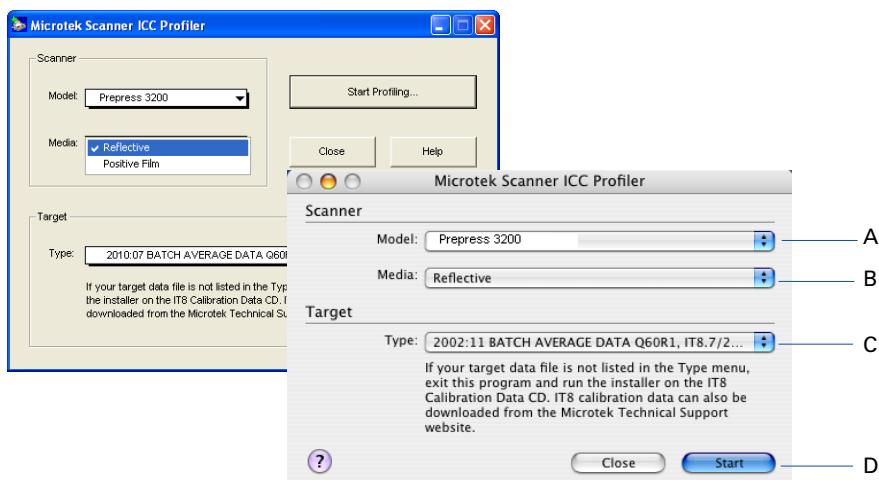 Microtek Scanner ICC Profiler
Scanner
Model: Prepress 3200
Start Profiling...
Media: Reflective
Positive Film
Close
Help
Target
Type: 2010:07 BATCH AVERAGE DATA Q60
If your target data file is not listed in the Typ
the installer on the IT8 Calibration Data CD. I
downloaded from the Microtek Technical Su
Microtek Scanner ICC Profiler
Scanner
Model: Prepress 3200
A
Media: Reflective
B
Target
Type: 2002:11 BATCH AVERAGE DATA Q60R1, IT8.7/2...
C
If your target data file is not listed in the Type menu,
exit this program and run the installer on the IT8
Calibration Data CD. IT8 calibration data can also be
downloaded from the Microtek Technical Support
website.
?
Close
Start
D